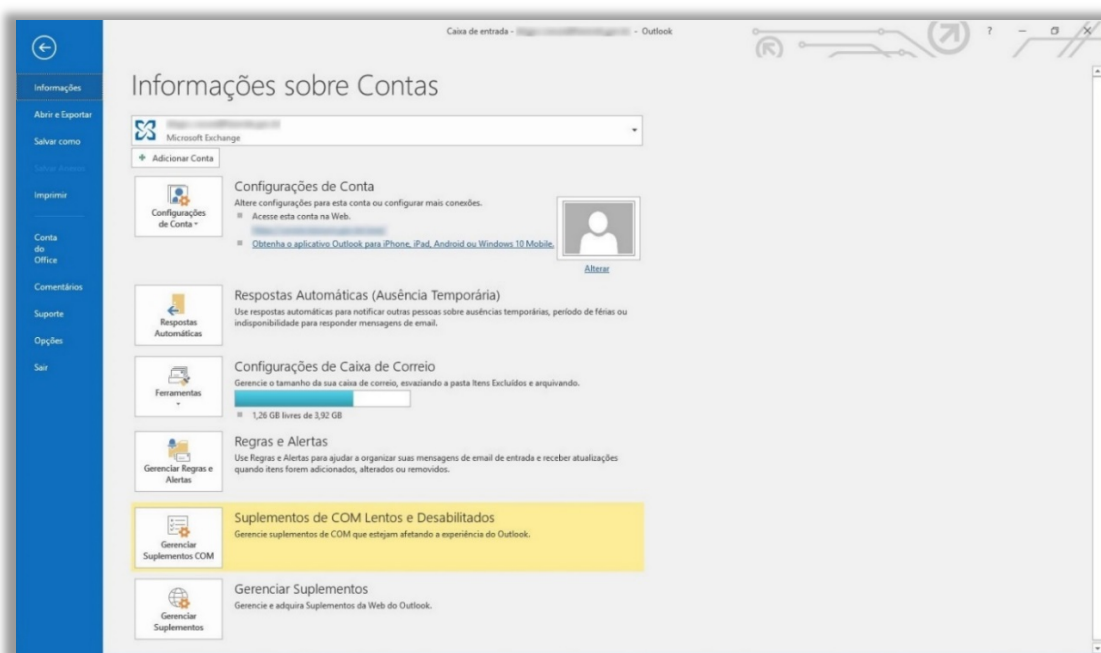 Caixa de entrada - - Outlook
?
Informações
Abrir e Exportar
Salvar como
Salvar Anexos
Imprimir
Conta
do
Office
Comentários
Suporte
Opções
Sair
Informações sobre Contas
Microsoft Exchange
Adicionar Conta
Configurações
de Conta
Configurações de Conta
Altere configurações para esta conta ou configurar mais conexões.
Acesse esta conta na Web.
Obtenha o aplicativo Outlook para iPhone, iPad, Android ou Windows 10 Mobile.
Alterar
Respostas
Automáticas
Respostas Automáticas (Ausência Temporária)
Use respostas automáticas para notificar outras pessoas sobre ausências temporárias, período de férias ou
indisponibilidade para responder mensagens de email.
Ferramentas
Configurações de Caixa de Correio
Gerencie o tamanho da sua caixa de correio, esvaziando a pasta Itens Excluídos e arquivando.
1,26 GB livres de 3,92 GB
Gerenciar Regras e
Alertas
Regras e Alertas
Use Regras e Alertas para ajudar a organizar suas mensagens de email de entrada e receber atualizações
quando itens forem adicionados, alterados ou removidos.
Gerenciar
Suplementos COM
Suplementos de COM Lentos e Desabilitados
Gerencie suplementos de COM que estejam afetando a experiência do Outlook.
Gerenciar
Suplementos
Gerenciar Suplementos
Gerencie e adquira Suplementos da Web do Outlook.